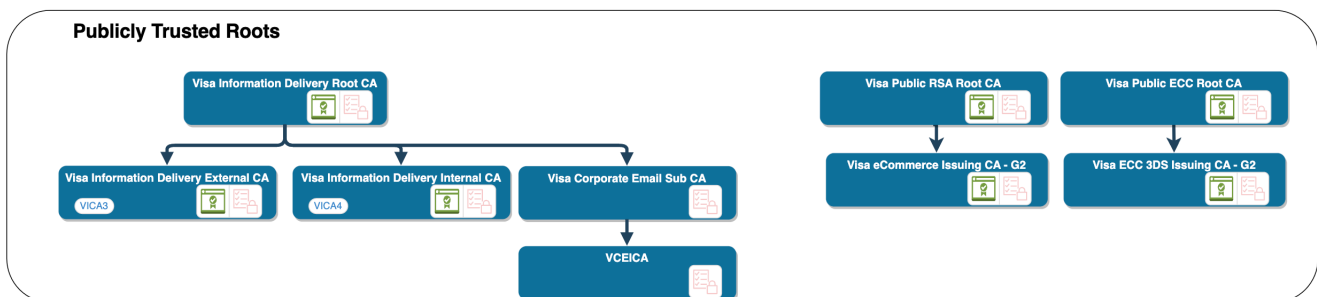 Publicly Trusted Roots
Visa Information Delivery Root CA
Visa Public RSA Root CA
Visa Public ECC Root CA
Visa Information Delivery External CA
VICA3
Visa Information Delivery Internal CA
VICA4
Visa Corporate Email Sub CA
Visa eCommerce Issuing CA - G2
Visa ECC 3DS Issuing CA - G2
VCEICA